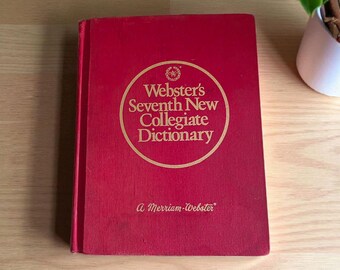 Webster's
Seventh New
Collegiate
Dictionary
a Merriam-Webster®